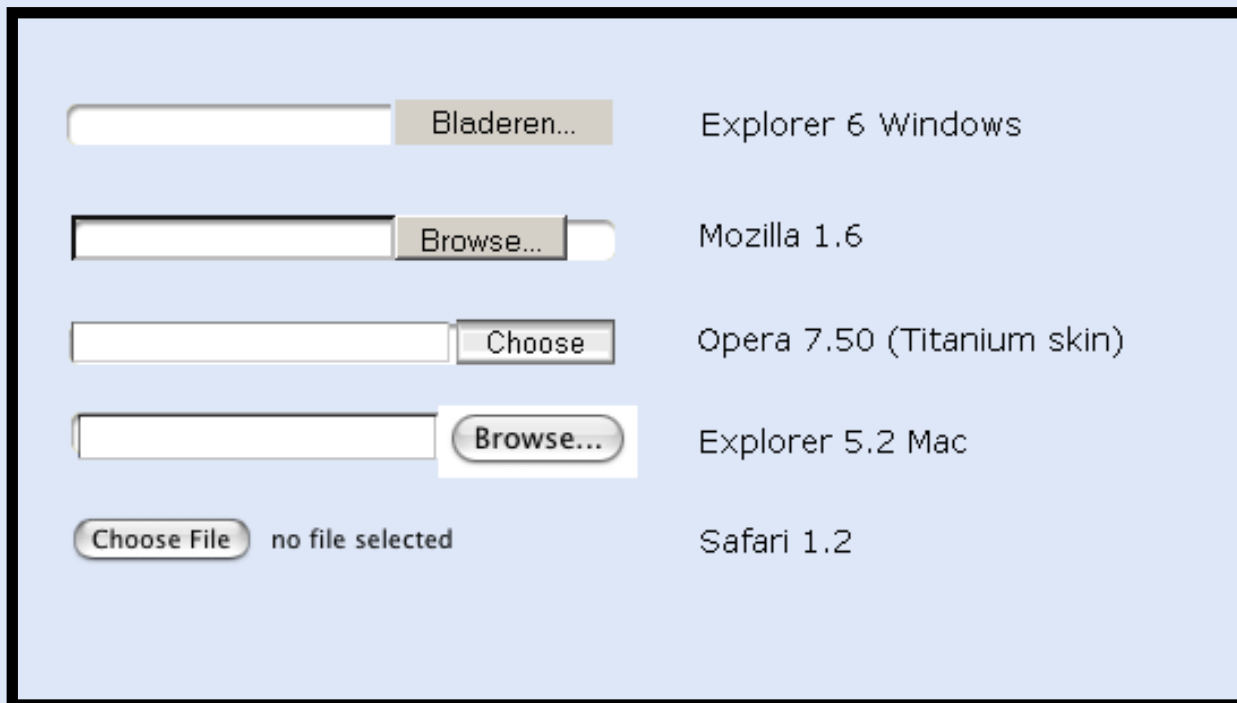 Bladeren... Explorer 6 Windows
Browse... Mozilla 1.6
Choose Opera 7.50 (Titanium skin)
Browse... Explorer 5.2 Mac
Choose File no file selected Safari 1.2